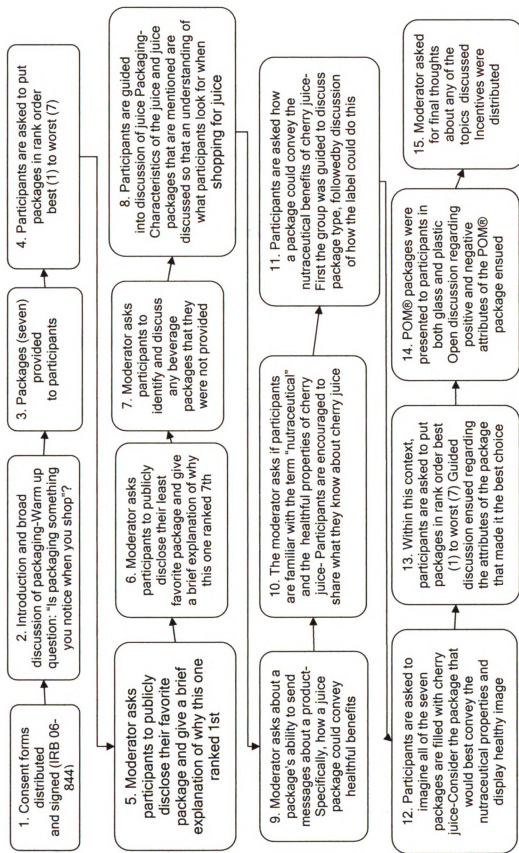 1. Consent forms
distributed
and signed (IRB 06-
844)
2. Introduction and broad
discussion of packaging-Warm up
question: "Is packaging something
you notice when you shop"?
3. Packages (seven)
provided
to participants
4. Participants are asked to put
packages in rank order
best (1) to worst (7)
5. Moderator asks
participants to publicly
disclose their favorite
package and give a brief
explanation of why this one
ranked 1st
6. Moderator asks
participants to publicly
disclose their least
favorite package and give
a brief explanation of why
this one ranked 7th
7. Moderator asks
participants to
identify and discuss
any beverage
packages that they
were not provided
8. Participants are guided
into discussion of juice Packaging-
Characteristics of the juice and juice
packages that are mentioned are
discussed so that an understanding of
what participants look for when
shopping for juice
9. Moderator asks about a
package's ability to send
messages about a product-
Specifically, how a juice
package could convey
healthful benefits
10. The moderator asks if participants
are familiar with the term "nutraceutical"
and the healthful properties of cherry
juice- Participants are encouraged to
share what they know about cherry juice
11. Participants are asked how
a package could convey the
nutraceutical benefits of cherry juice-
First the group was guided to discuss
package type, followedby discussion
of how the label could do this
12. Participants are asked to
imagine all of the seven
packages are filled with cherry
juice-Consider the package that
would best convey the
nutraceutical properties and
display healthy image
13. Within this context,
participants are asked to put
packages in rank order best
(1) to worst (7) Guided
discussion ensued regarding
the attributes of the package
that made it the best choice
14. POM® packages were
presented to participants in
both glass and plastic
Open discussion regarding
positive and negative
attributes of the POM®
package ensued
15. Moderator asked
for final thoughts
about any of the
topics discussed
Incentives were
distributed